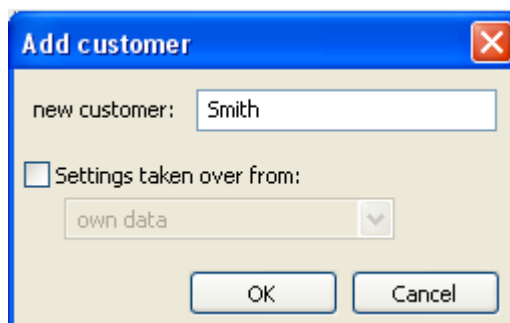 Add customer
new customer: Smith
Settings taken over from:
own data
OK Cancel